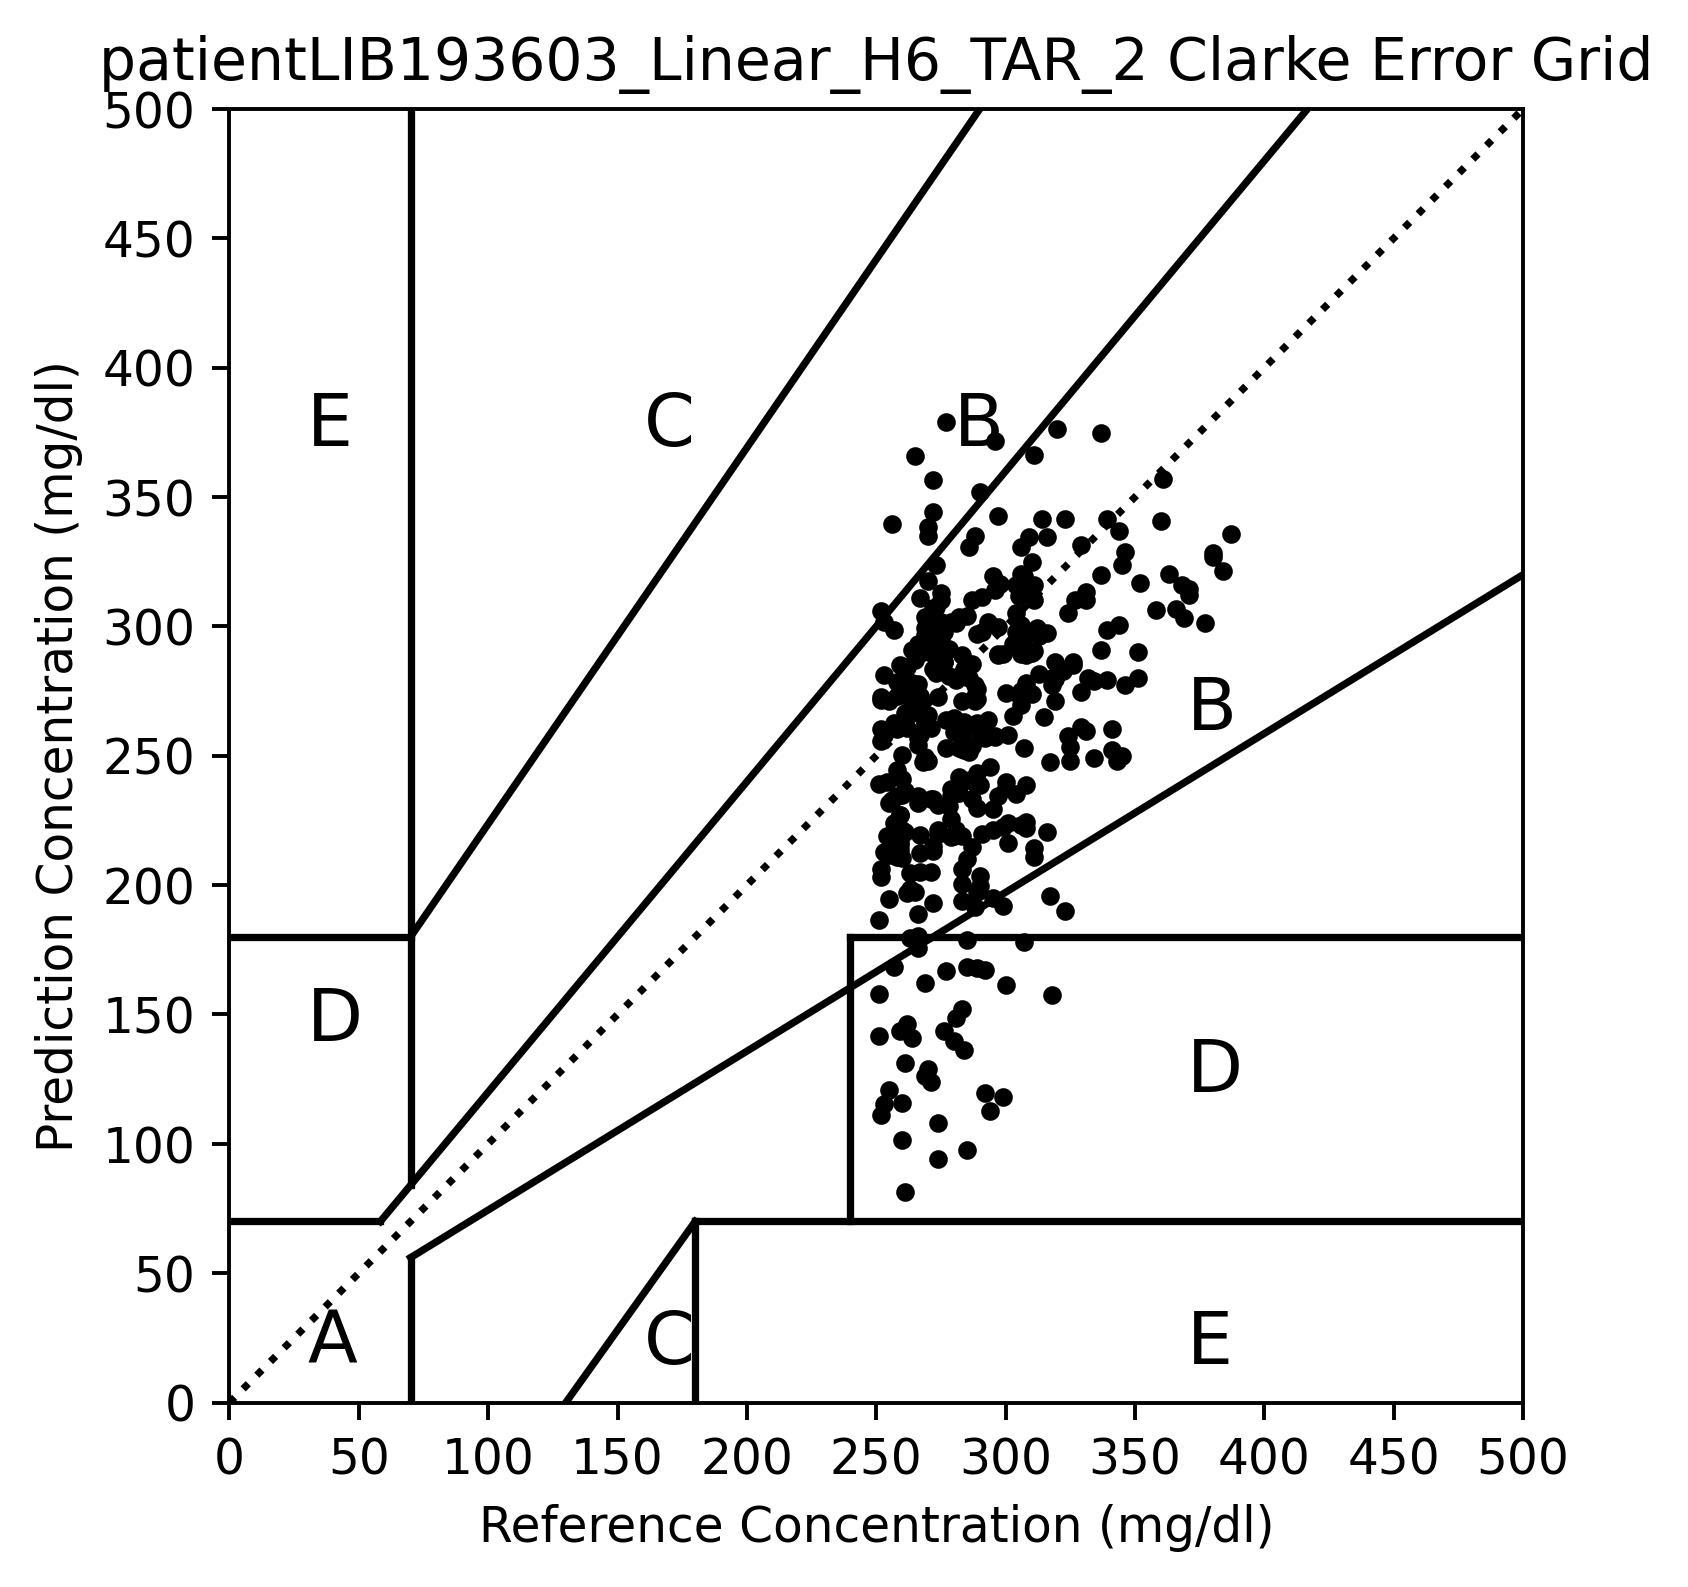 patientLIB193603_Linear_H6_TAR_2 Clarke Error Grid
500
450
400
350
300
250
200
150
100
50
0
Prediction Concentration (mg/dl)
E
C
B
D
B
D
A
C
E
0 50 100 150 200 250 300 350 400 450 500
Reference Concentration (mg/dl)